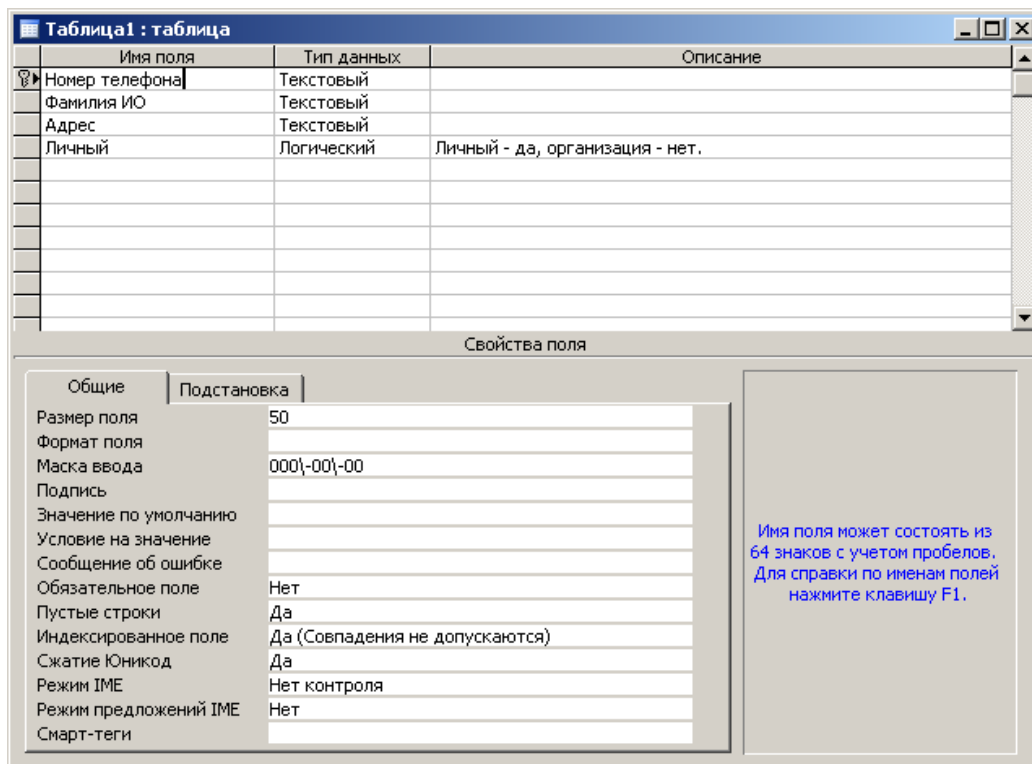 Таблица1 : таблица
Имя поля Тип данных Описание
Номер телефона Текстовый
Фамилия ИО Текстовый
Адрес Текстовый
Личный Логический Личный - да, организация - нет.
Свойства поля
Общие Подстановка
Размер поля 50
Формат поля
Маска ввода 000\-00\-00
Подпись
Значение по умолчанию
Условие на значение
Сообщение об ошибке
Обязательное поле Нет
Пустые строки Да
Индексированное поле Да (Совпадения не допускаются)
Сжатие Юникод Да
Режим IME Нет контроля
Режим предложений IME Нет
Смарт-теги
Имя поля может состоять из
64 знаков с учетом пробелов.
Для справки по именам полей
нажмите клавишу F1.